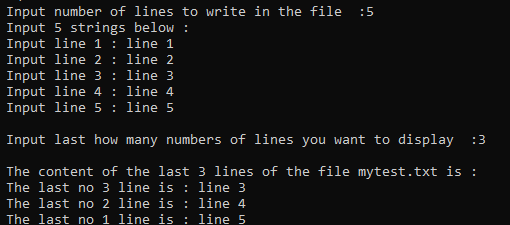 Input number of lines to write in the file  :5
Input 5 strings below :
Input line 1 : line 1
Input line 2 : line 2
Input line 3 : line 3
Input line 4 : line 4
Input line 5 : line 5

Input last how many numbers of lines you want to display  :3

The content of the last 3 lines of the file mytest.txt is :
The last no 3 line is : line 3
The last no 2 line is : line 4
The last no 1 line is : line 5